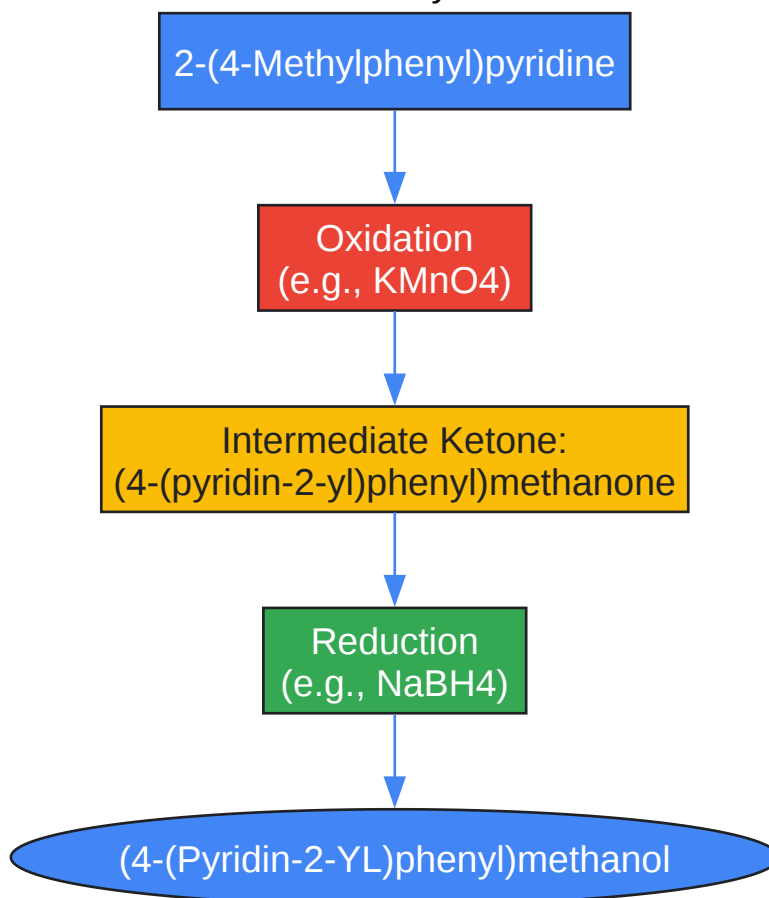 2-(4-Methylphenyl)pyridine
Oxidation
(e.g., KMnO4)
Intermediate Ketone:
(4-(pyridin-2-yl)phenyl)methanone
Reduction
(e.g., NaBH4)
(4-(Pyridin-2-YL)phenyl)methanol